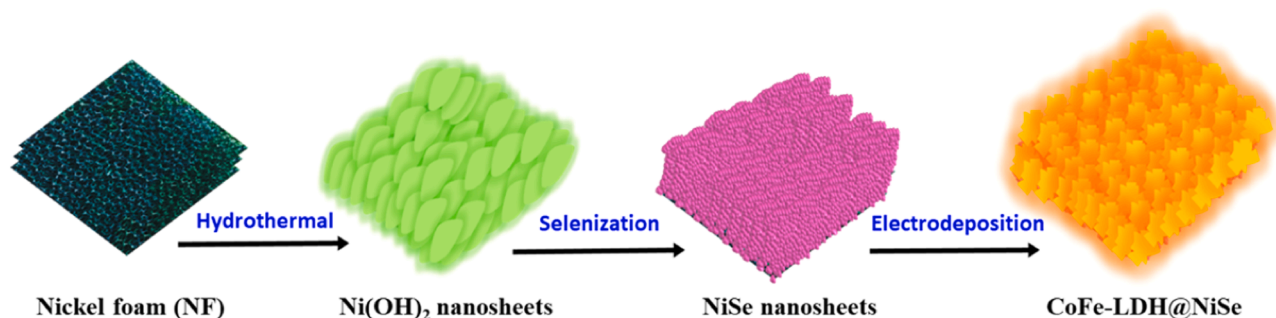 Hydrothermal
Selenization
Electrodeposition
Nickel foam (NF)
Ni(OH)₂ nanosheets
NiSe nanosheets
CoFe-LDH@NiSe